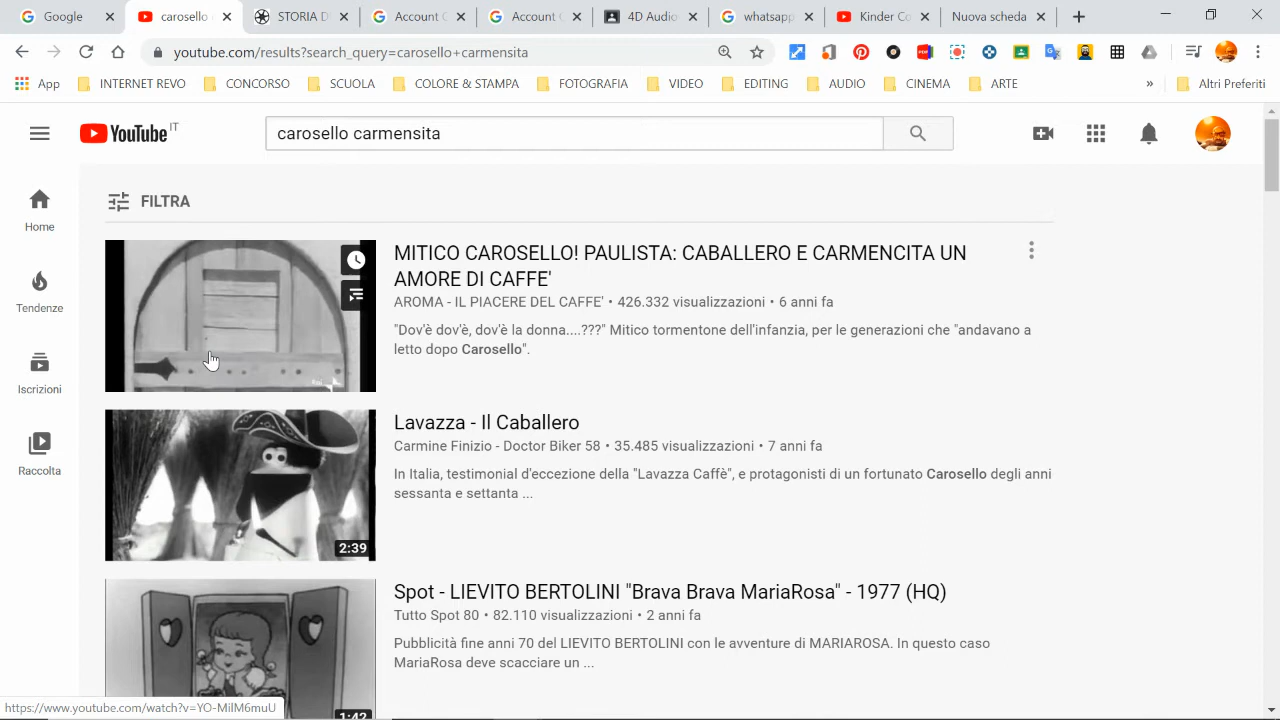 Google
carosello c
STORIA D
Google
Account
4D Audi
whatsapp
carosello
Nuova scheda
youtube.com/results?search_query=carosello+carmensita
App
INTERNET REVO
CONCORSO
SCUOLA
COLORI & STAMPA
FOTOGRAFIA
VIDEO
EDITING
AUDIO
CINEMA
ARTE
»
Altri Preferiti
YouTube IT
carosello carmensita
FILTRA
Home
Tendenze
Iscrizioni
Raccolta
MITICO CAROSELLO! PAULISTA: CABALLERO E CARMENCITA UN
AMORE DI CAFFE'
AROMA - IL PIACERE DEL CAFFE' • 426.332 visualizzazioni • 6 anni fa
"Dov'è dov'è, dov'è la donna....???" Mitico tormentone dell'infanzia, per le generazioni che "andavano a
letto dopo Carosello".
Lavazza - Il Caballero
Carmine Finizio - Doctor Biker 58 • 35.485 visualizzazioni • 7 anni fa
In Italia, testimonial d'eccezione della "Lavazza Caffè", e protagonisti di un fortunato Carosello degli anni
sessanta e settanta ...
2:39
Spot - LIEVITO BERTOLINI "Brava Brava MariaRosa" - 1977 (HQ)
Tutto Spot 80 • 82.110 visualizzazioni • 2 anni fa
Pubblicità fine anni 70 del LIEVITO BERTOLINI con le avventure di MARIAROSA. In questo caso
MariaRosa deve scacciare un ...
1:42
https://www.youtube.com/watch?v=YO-MiIM6muU